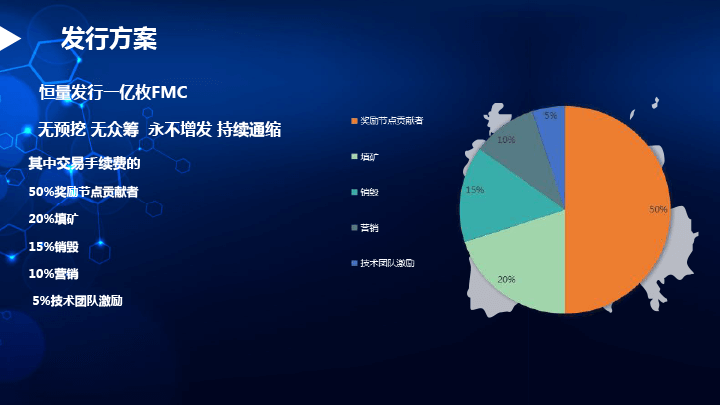 发行方案
恒量发行一亿枚FMC
无预挖 无众筹 永不增发 持续通缩
其中交易手续费的
50%奖励节点贡献者
20%填矿
15%销毁
10%营销
5%技术团队激励
奖励节点贡献者
填矿
销毁
营销
技术团队激励
5%
10%
15%
50%
20%